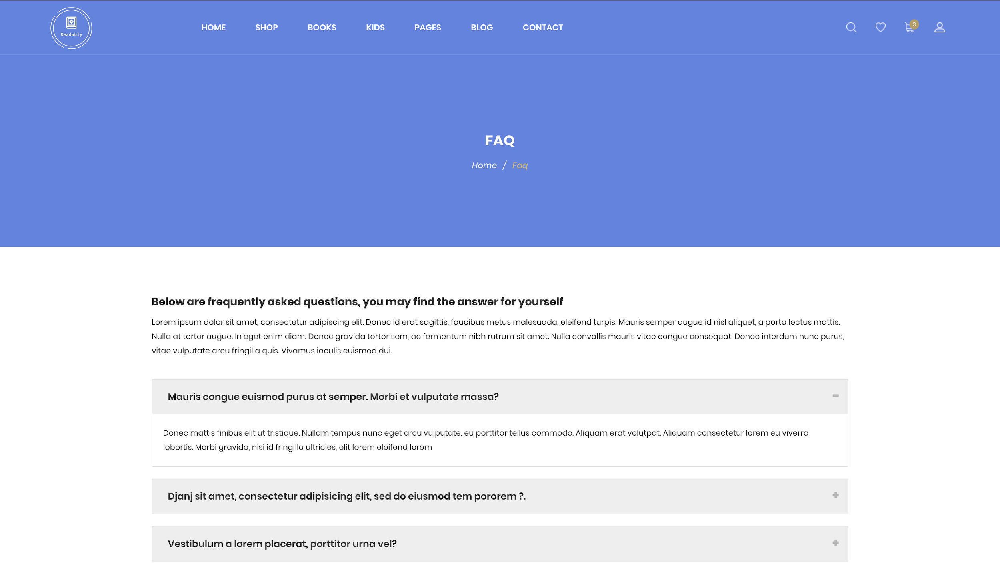 Readably
HOME SHOP BOOKS KIDS PAGES BLOG CONTACT
3
FAQ
Home / Faq
Below are frequently asked questions, you may find the answer for yourself
Lorem ipsum dolor sit amet, consectetur adipiscing elit. Donec id erat sagittis, faucibus metus malesuada, eleifend turpis. Mauris semper augue id nisl aliquet, a porta lectus mattis.
Nulla at tortor augue. In eget enim diam. Donec gravida tortor sem, ac fermentum nibh rutrum sit amet. Nulla convallis mauris vitae congue consequat. Donec interdum nunc purus,
vitae vulputate arcu fringilla quis. Vivamus iaculis euismod dui.
Mauris congue euismod purus at semper. Morbi et vulputate massa?
Donec mattis finibus elit ut tristique. Nullam tempus nunc eget arcu vulputate, eu porttitor tellus commodo. Aliquam erat volutpat. Aliquam consectetur lorem eu viverra
lobortis. Morbi gravida, nisi id fringilla ultricies, elit lorem eleifend lorem
Djanj sit amet, consectetur adipisicing elit, sed do eiusmod tem pororem ?.
Vestibulum a lorem placerat, porttitor urna vel?